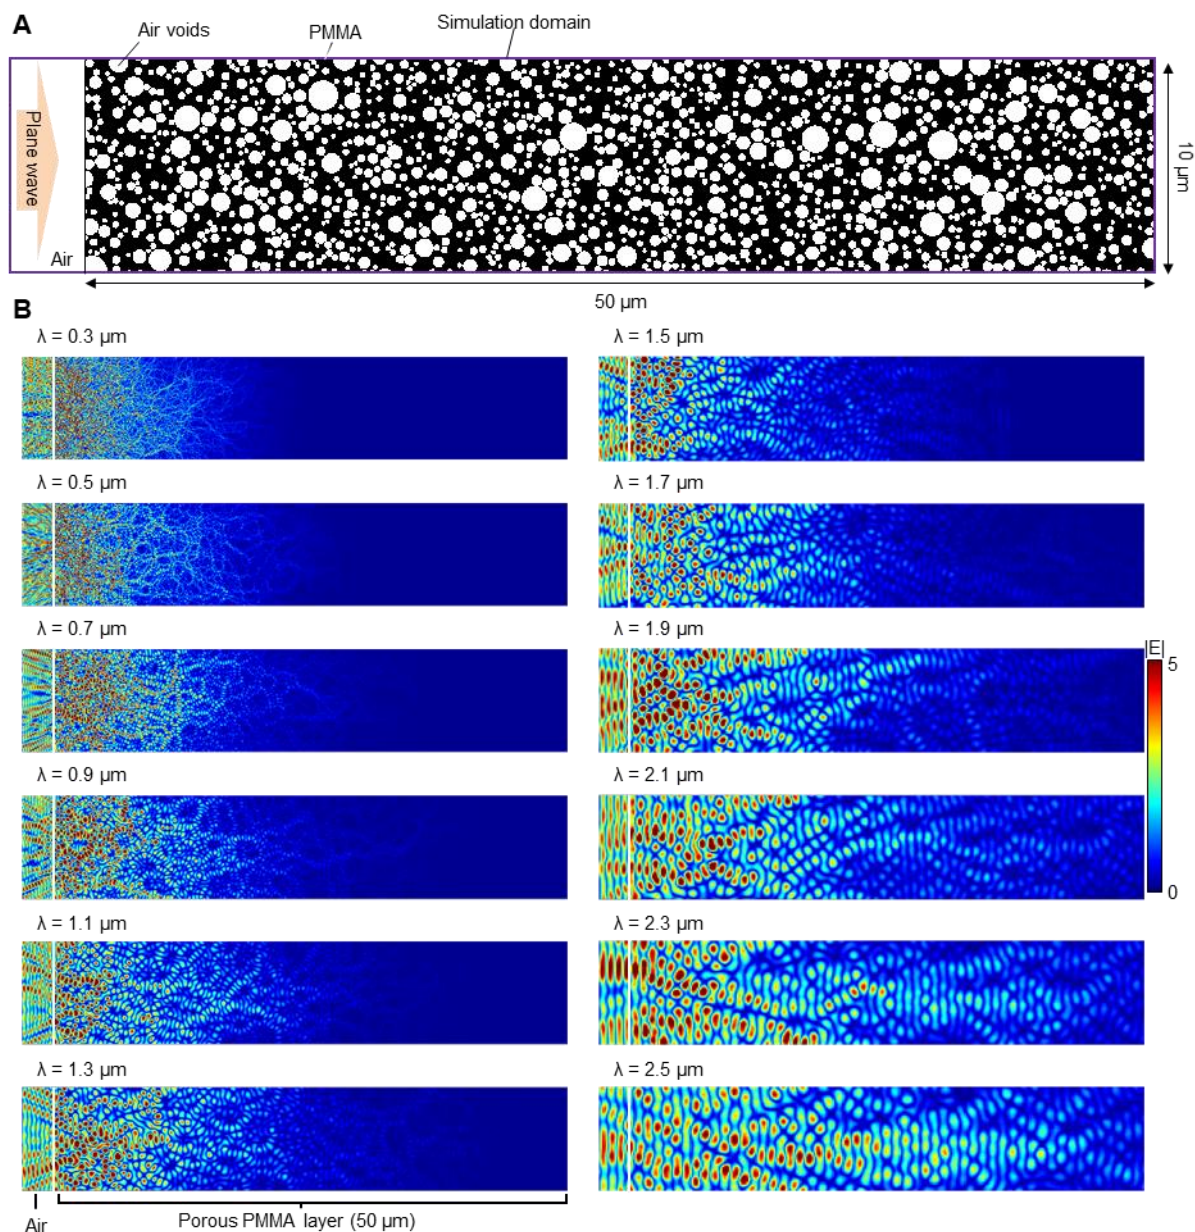 A
Air voids
PMMA
Simulation domain
Plane wave
Air
10 μm
50 μm
B
λ = 0.3 μm
λ = 0.5 μm
λ = 0.7 μm
λ = 0.9 μm
λ = 1.1 μm
λ = 1.3 μm
λ = 1.5 μm
λ = 1.7 μm
λ = 1.9 μm
λ = 2.1 μm
λ = 2.3 μm
λ = 2.5 μm
|E|
5
0
Air
Porous PMMA layer (50 μm)